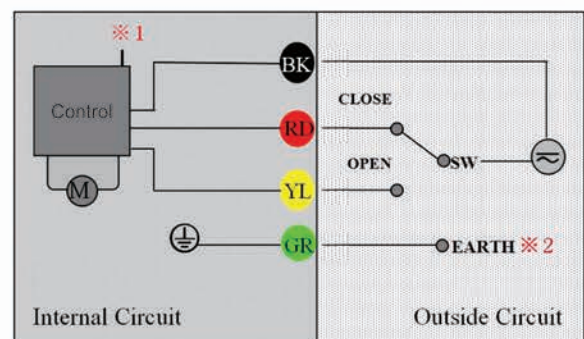 ※1
BK
CLOSE
Control
RD
OPEN
SW
M
YL
GR
EARTH ※2
Internal Circuit
Outside Circuit